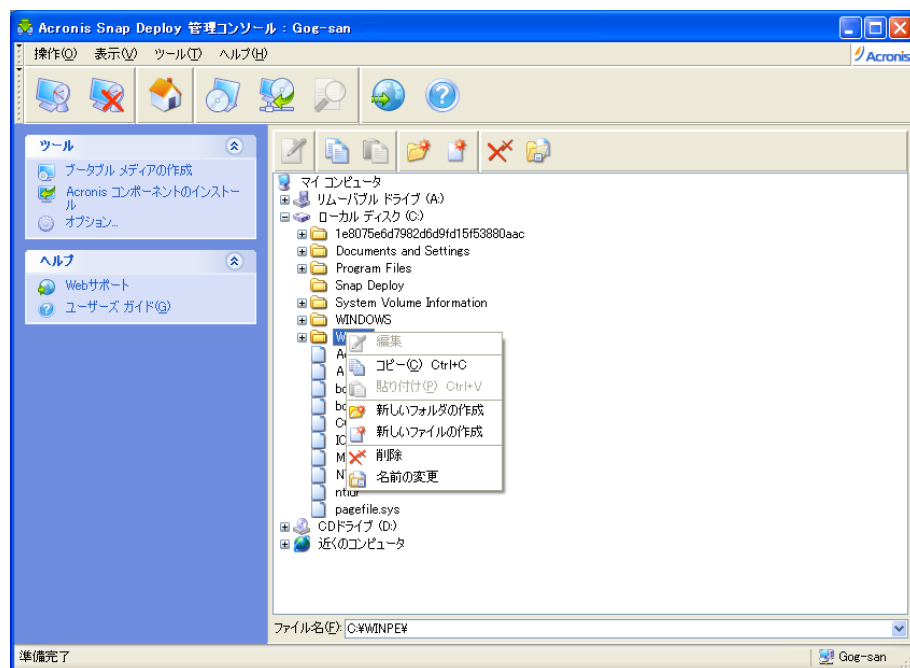 Acronis Snap Deploy 管理コンソール : Gog-san
操作(O) 表示(V) ツール(T) ヘルプ(H)
Acronis
ツール
ブータブル メディアの作成
Acronis コンポーネントのインストー
ル
オプション...
ヘルプ
Webサポート
ユーザーズ ガイド(G)
マイ コンピュータ
リムーバブル ドライブ (A:)
ローカル ディスク (C:)
1e8075e6d7982d6d9fd15f53880aac
Documents and Settings
Program Files
Snap Deploy
System Volume Information
WINDOWS
編集
コピー(C) Ctrl+C
貼り付け(P) Ctrl+V
新しいフォルダの作成
新しいファイルの作成
削除
名前の変更
ntldr
pagefile.sys
CDドライブ (D:)
近くのコンピュータ
ファイル名(F): C:¥WINPE¥
準備完了
Gog-san